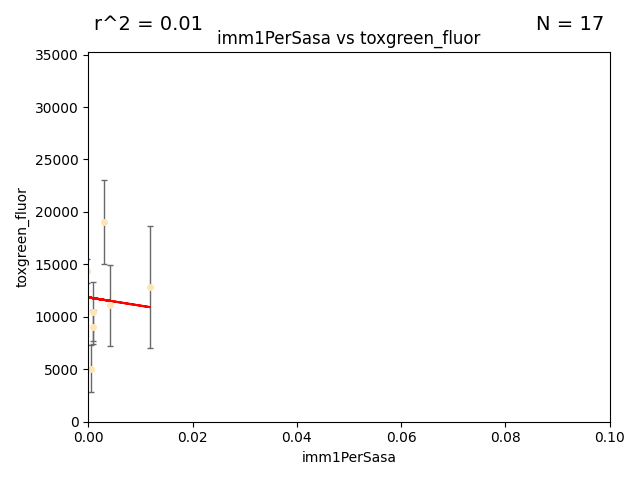 r^2 = 0.01
N = 17
imm1PerSasa vs toxgreen_fluor
35000
30000
25000
20000
15000
10000
5000
0
toxgreen_fluor
0.00 0.02 0.04 0.06 0.08 0.10
imm1PerSasa